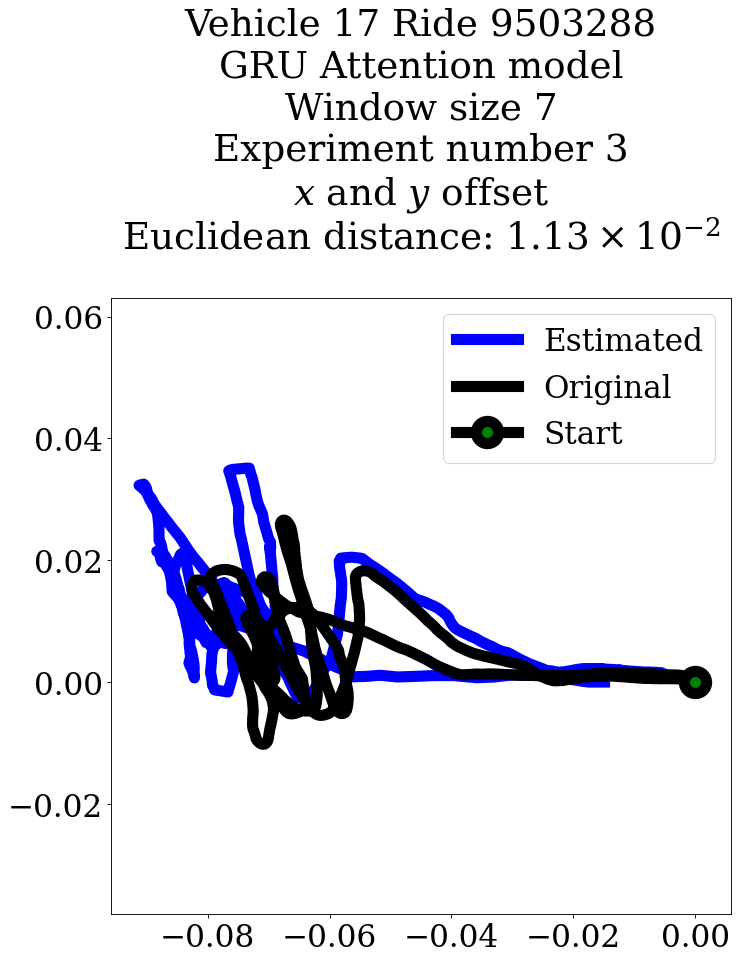 Vehicle 17 Ride 9503288
GRU Attention model
Window size 7
Experiment number 3
x and y offset
Euclidean distance: 1.13 × 10⁻²
Estimated
Original
Start
0.06
0.04
0.02
0.00
−0.02
−0.08 −0.06 −0.04 −0.02 0.00